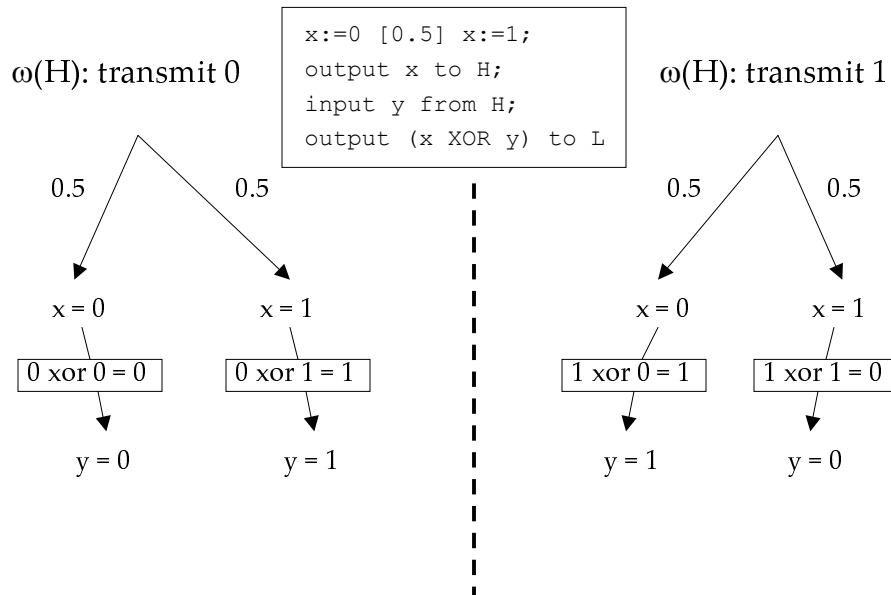 x:=0 [0.5] x:=1;
output x to H;
input y from H;
output (x XOR y) to L
ω(H): transmit 0
0.5 0.5
x = 0 x = 1
0 xor 0 = 0 0 xor 1 = 1
y = 0 y = 1
ω(H): transmit 1
0.5 0.5
x = 0 x = 1
1 xor 0 = 1 1 xor 1 = 0
y = 1 y = 0